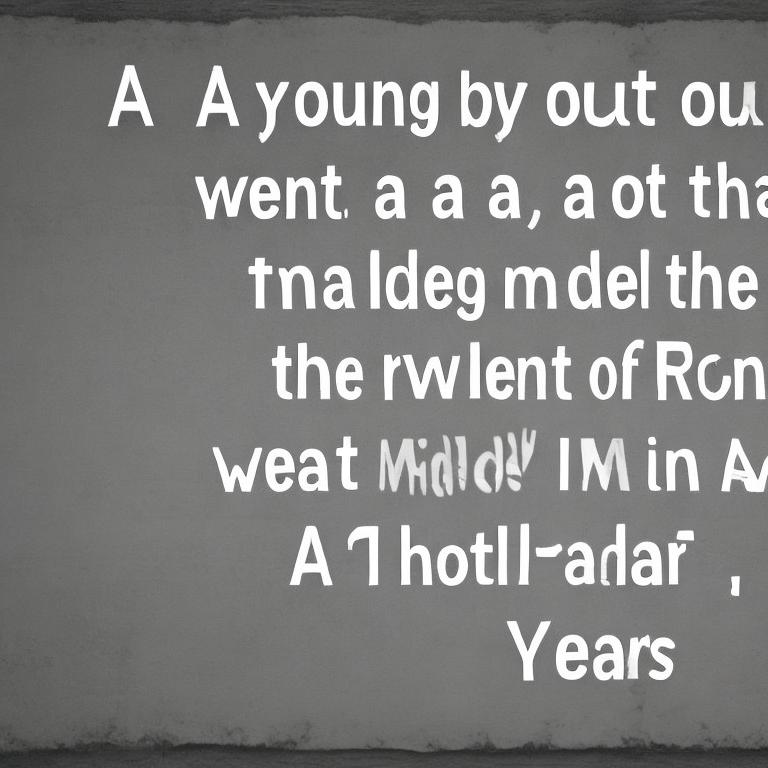 A A young by out ou
went. a a a, a ot tha
tna ldeg mdel the
the rwlent of Rcn
weat IM in
A 1 hotll-adar ,
Years